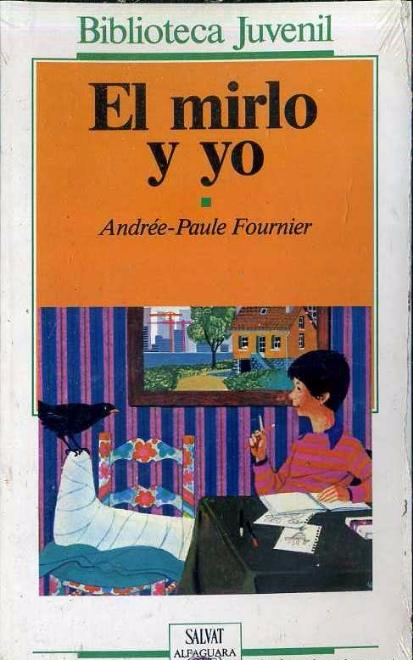 Biblioteca Juvenil
El mirlo
y yo
Andrée-Paule Fournier
SALVAT
ALFAGUARA